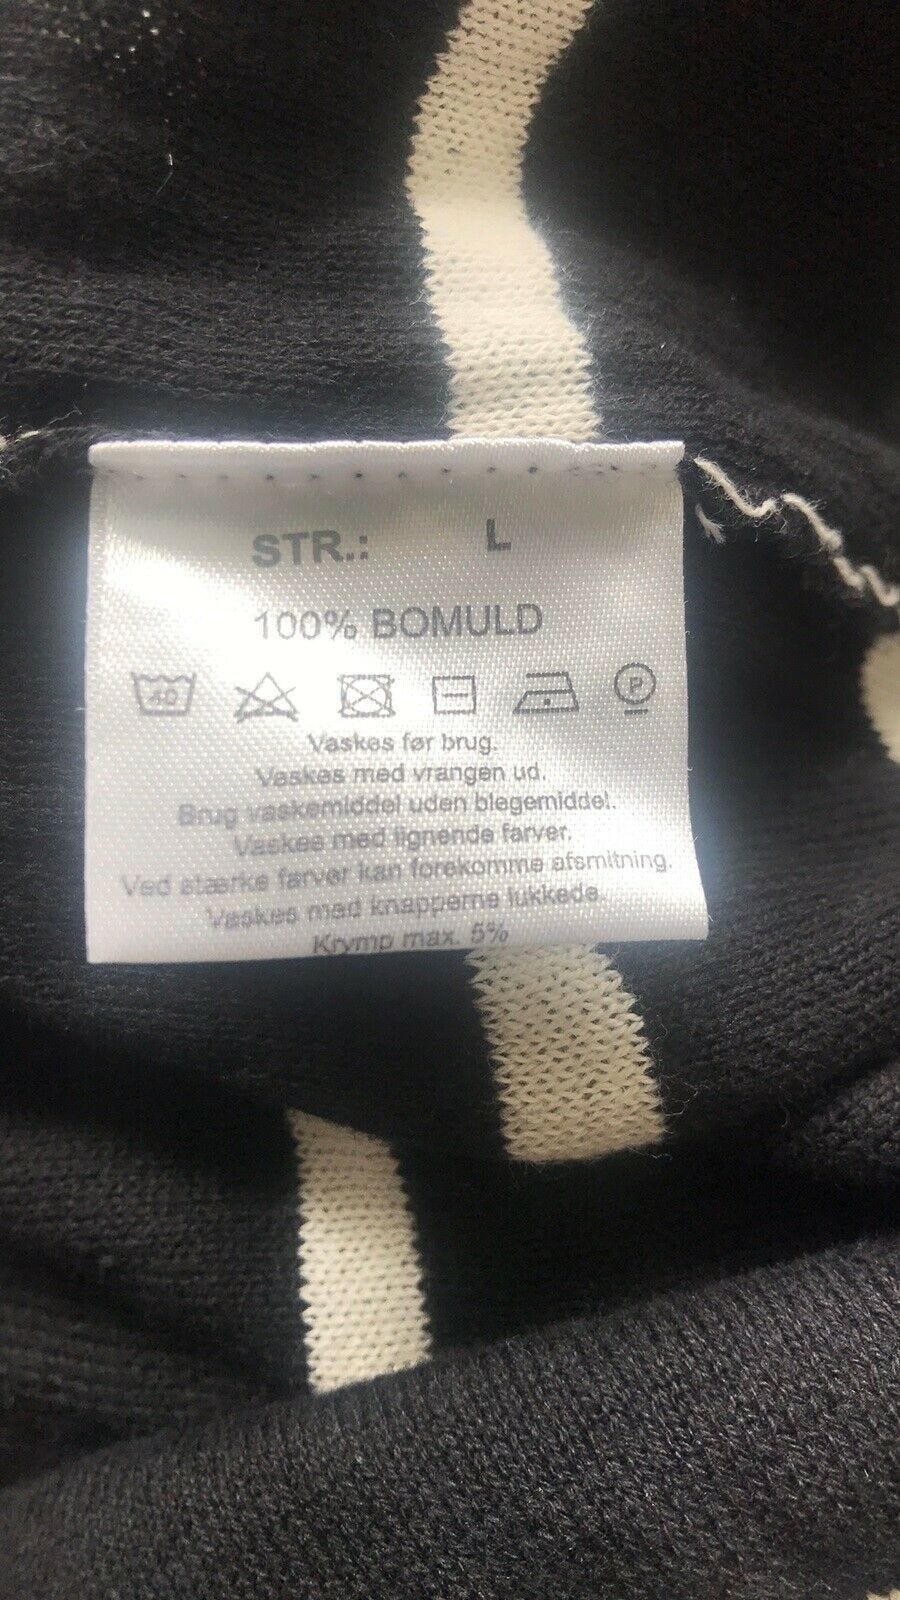 STR.: L
100% BOMULD
40 P
Vaskes før brug.
Vaskes med vrangen ud.
Brug vaskemiddel uden blegemiddel.
Vaskes med lignende farver.
Ved stærke farver kan forekomme afsmitning.
Vaskes med knapperne lukkede.
Krymp max. 5%